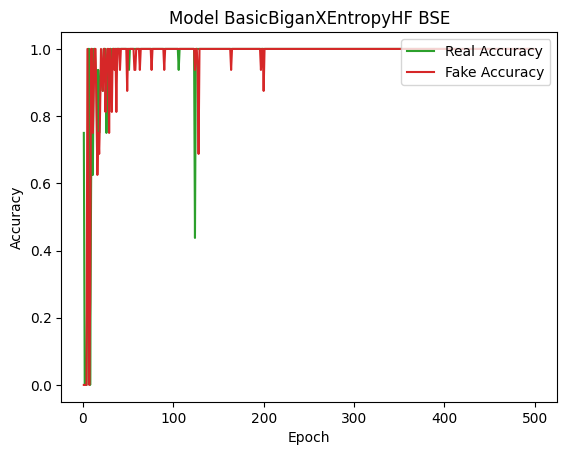 Model BasicBiganXEntropyHF BSE
Real Accuracy
Fake Accuracy
Accuracy
1.0
0.8
0.6
0.4
0.2
0.0
0 100 200 300 400 500
Epoch